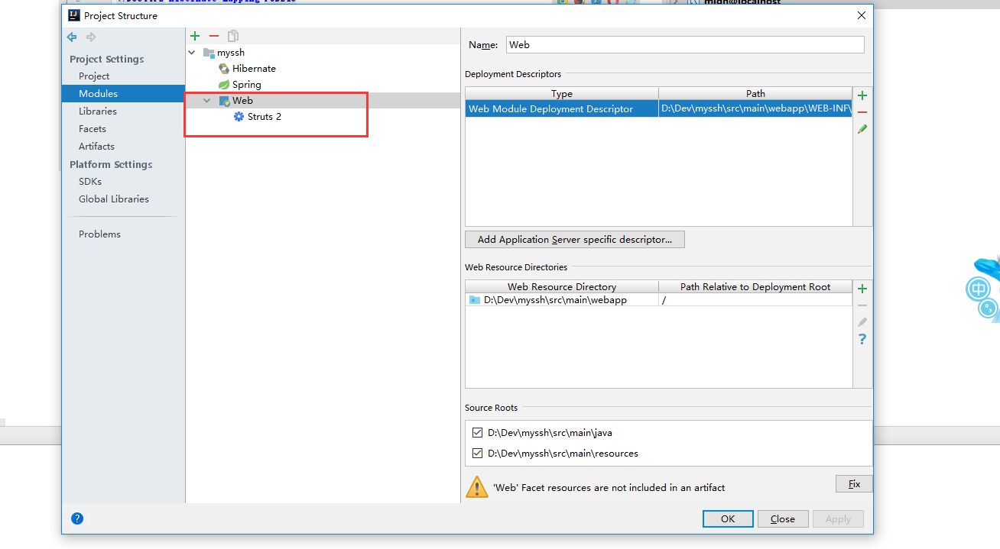 Project Structure
Project Settings
Project
Modules
Libraries
Facets
Artifacts
Platform Settings
SDKs
Global Libraries
Problems
myssh
Hibernate
Spring
Web
Struts 2
Name: Web
Deployment Descriptors
Type Path
Web Module Deployment Descriptor D:\Dev\myssh\src\main\webapp\WEB-INF\
Add Application Server specific descriptor...
Web Resource Directories
Web Resource Directory Path Relative to Deployment Root
D:\Dev\myssh\src\main\webapp /
Source Roots
D:\Dev\myssh\src\main\java
D:\Dev\myssh\src\main\resources
'Web' Facet resources are not included in an artifact
Fix
OK Close Apply
中